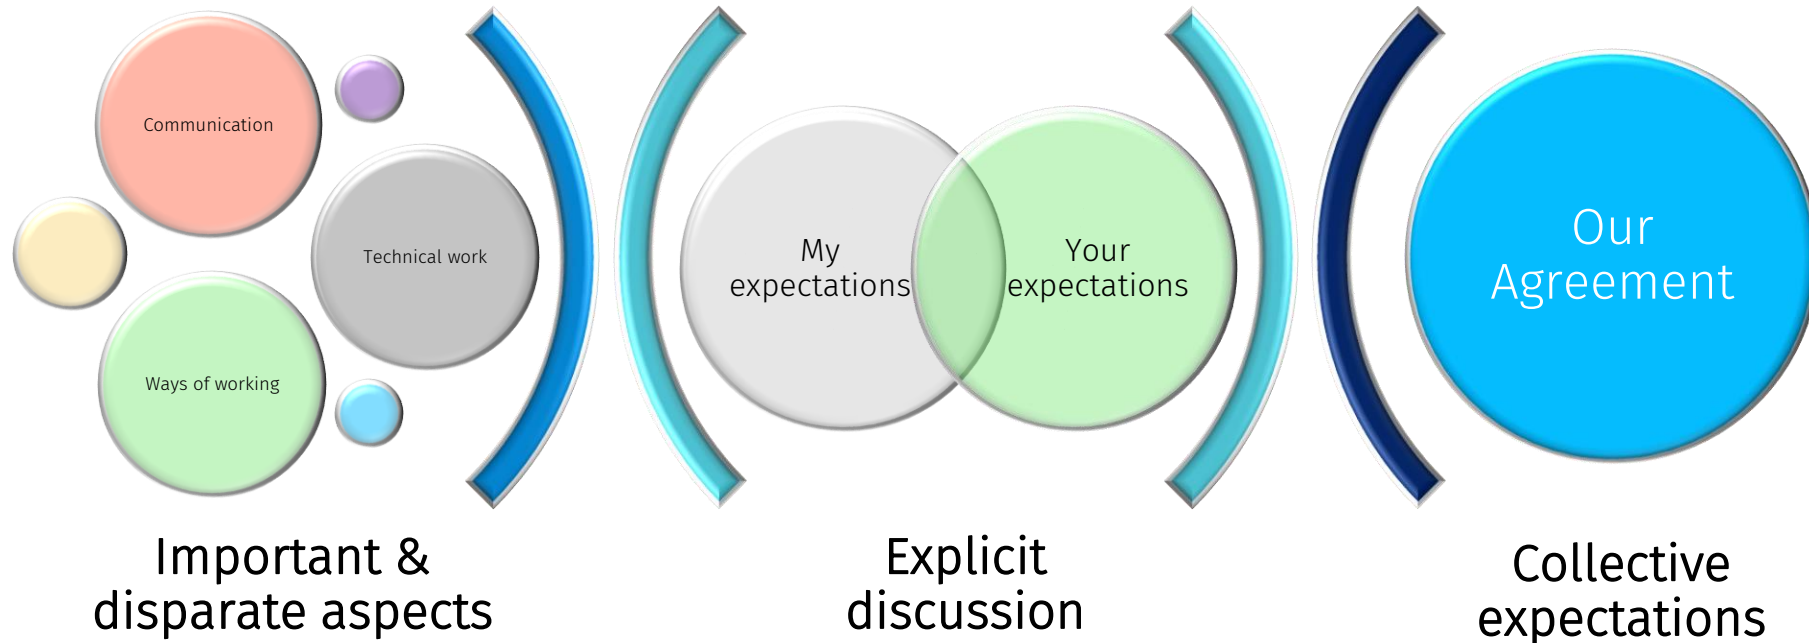 Communication
Technical work
Ways of working
Important &
disparate aspects
My
expectations
Your
expectations
Explicit
discussion
Our
Agreement
Collective
expectations